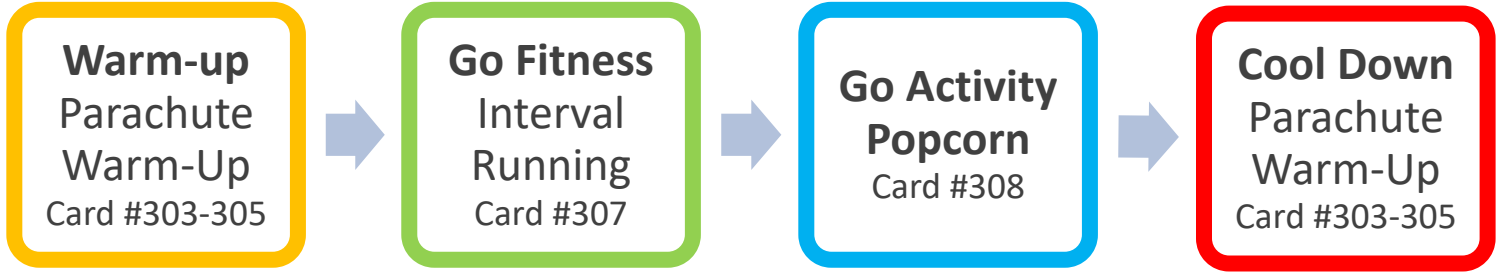 Warm-up
Parachute
Warm-Up
Card #303-305
Go Fitness
Interval
Running
Card #307
Go Activity
Popcorn
Card #308
Cool Down
Parachute
Warm-Up
Card #303-305